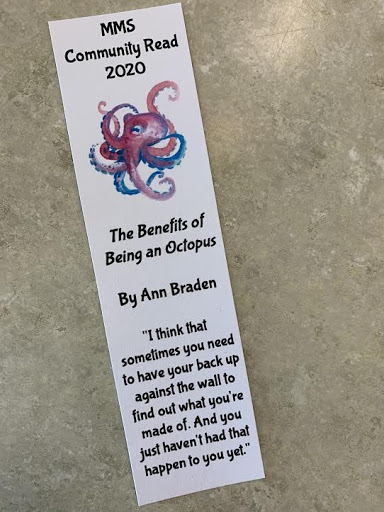 MMS
Community Read
2020
The Benefits of
Being an Octopus
By Ann Braden
"I think that
sometimes you need
to have your back up
against the wall to
find out what you're
made of. And you
just haven't had that
happen to you yet."